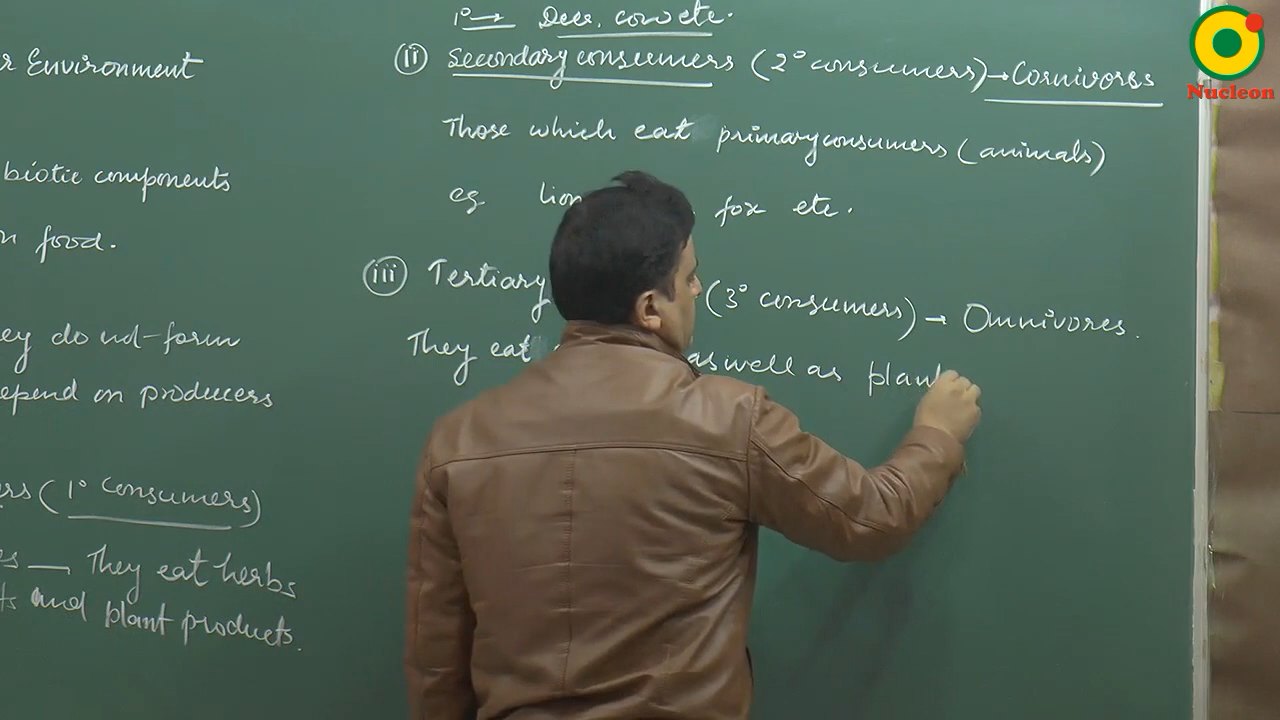 r Environment
biotic components
n food.
ey do not form
epend on producers
ers (1° consumers)
es — They eat herbs
ts and plant products.
1° → Deer, cow etc.
(ii) Secondary consumers (2° consumers) → Carnivores
Those which eat primary consumers (animals)
eg lion fox etc.
(iii) Tertiary (3° consumers) → Omnivores.
They eat as well as plant
Nucleon